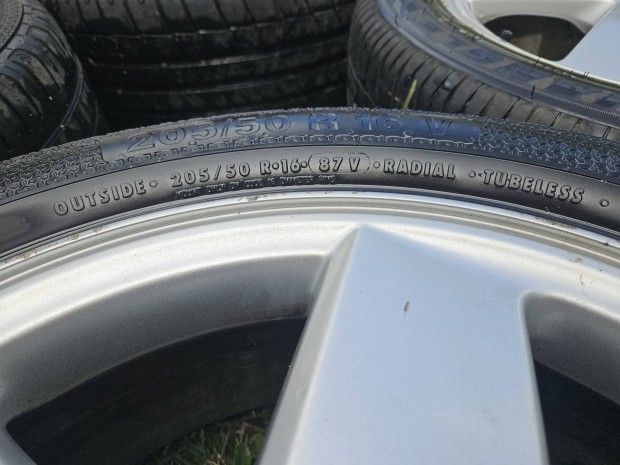 205/50 R 16 V
OUTSIDE · 205/50 R·16·(87 V) · RADIAL · TUBELESS